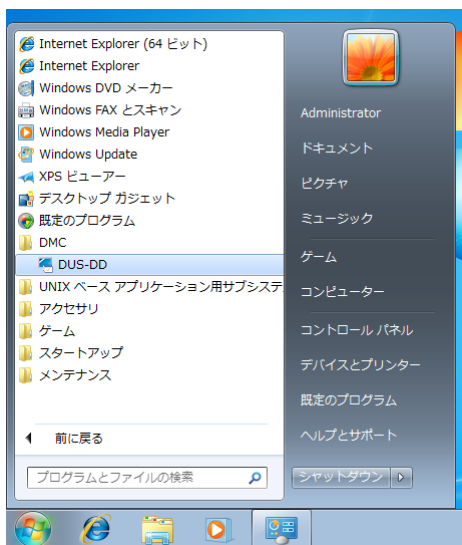 Internet Explorer (64 ビット)
Internet Explorer
Windows DVD メーカー
Windows FAX とスキャン
Windows Media Player
Windows Update
XPS ビューアー
デスクトップ ガジェット
既定のプログラム
DMC
DUS-DD
UNIX ベース アプリケーション用サブシステ
アクセサリ
ゲーム
スタートアップ
メンテナンス
前に戻る
プログラムとファイルの検索
Administrator
ドキュメント
ピクチャ
ミュージック
ゲーム
コンピューター
コントロール パネル
デバイスとプリンター
既定のプログラム
ヘルプとサポート
シャットダウン